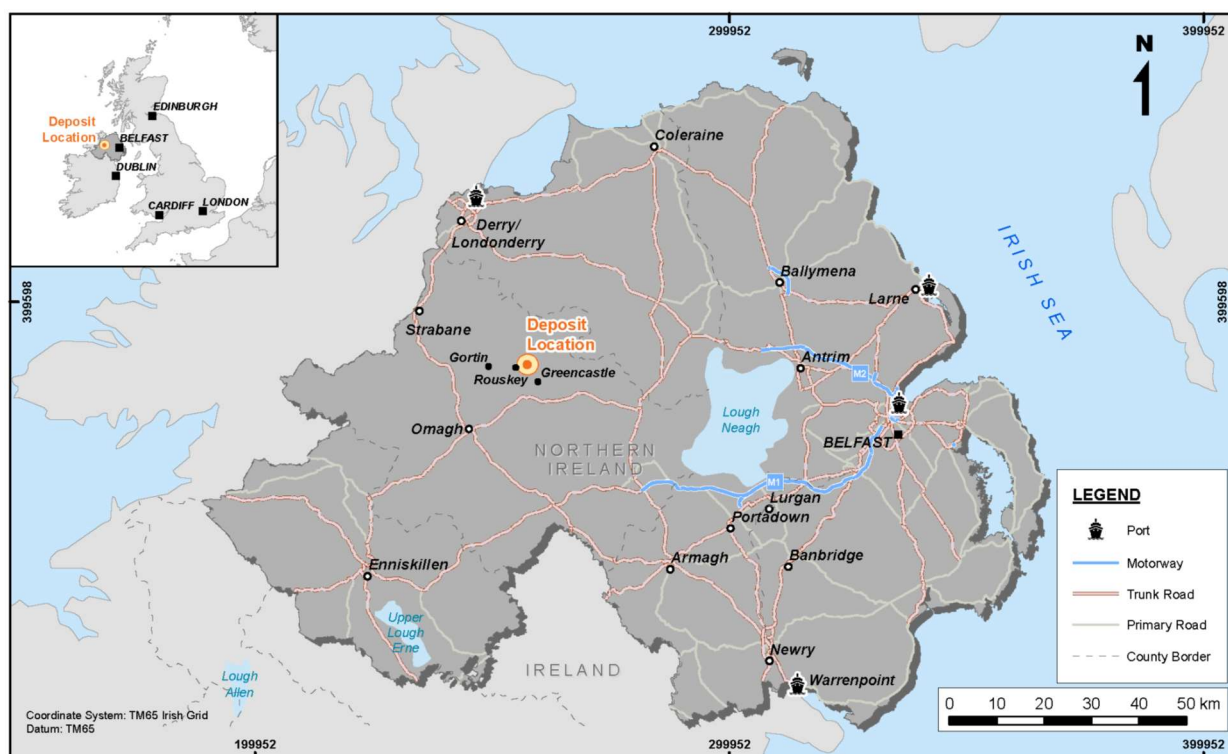 299952
399952
EDINBURGH
Deposit
Location
BELFAST
DUBLIN
CARDIFF
LONDON
N
Coleraine
Derry/
Londonderry
IRISH SEA
Ballymena
Larne
399598
399598
Strabane
Deposit
Location
Gortin
Rouskey
Greencastle
Antrim
M2
Lough
Neagh
Omagh
BELFAST
NORTHERN
IRELAND
M1
Lurgan
Portadown
Armagh
Banbridge
Enniskillen
Upper
Lough
Erne
Newry
Warrenpoint
IRELAND
Lough
Allen
LEGEND
Port
Motorway
Trunk Road
Primary Road
County Border
0 10 20 30 40 50 km
Coordinate System: TM65 Irish Grid
Datum: TM65
199952
299952
399952